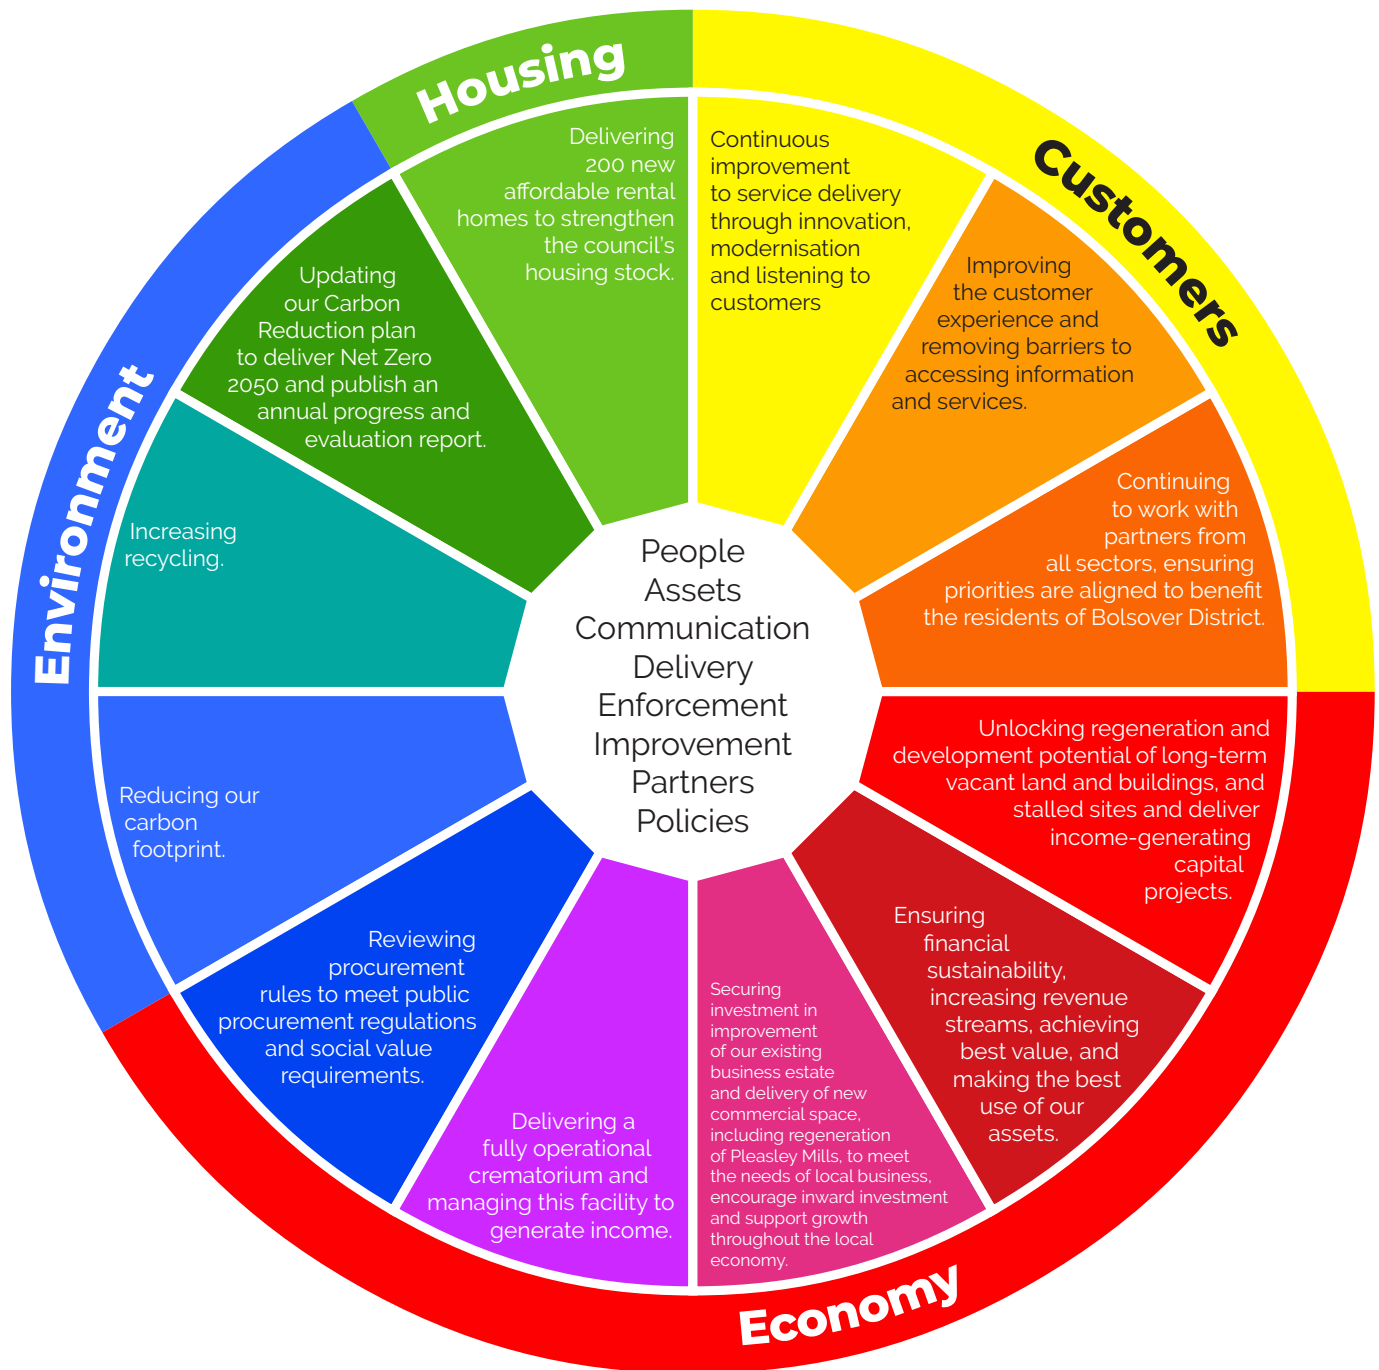 Housing
Delivering
200 new
affordable rental
homes to strengthen
the council's
housing stock.
Customers
Continuous
improvement
to service delivery
through innovation,
modernisation
and listening to
customers
Improving
the customer
experience and
removing barriers to
accessing information
and services.
Continuing
to work with
partners from
all sectors, ensuring
priorities are aligned to benefit
the residents of Bolsover District.
Economy
Unlocking regeneration and
development potential of long-term
vacant land and buildings, and
stalled sites and deliver
income-generating
capital
projects.
Ensuring
financial
sustainability,
increasing revenue
streams, achieving
best value, and
making the best
use of our
assets.
Securing
investment in
improvement
of our existing
business estate
and delivery of new
commercial space,
including regeneration
of Pleasley Mills, to meet
the needs of local business,
encourage inward investment
and support growth
throughout the local
economy.
Delivering a
fully operational
crematorium and
managing this facility to
generate income.
Reviewing
procurement
rules to meet public
procurement regulations
and social value
requirements.
Environment
Reducing our
carbon
footprint.
Increasing
recycling.
Updating
our Carbon
Reduction plan
to deliver Net Zero
2050 and publish an
annual progress and
evaluation report.
People
Assets
Communication
Delivery
Enforcement
Improvement
Partners
Policies